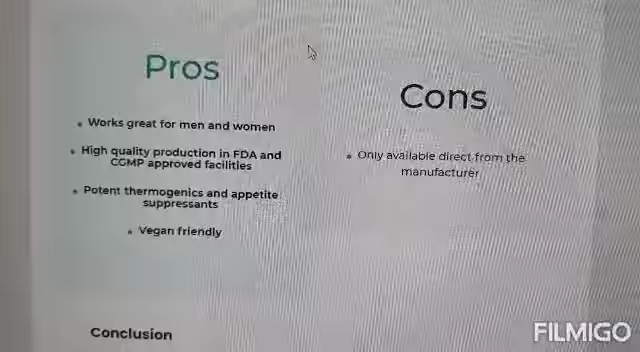 Pros
• Works great for men and women
• High quality production in FDA and
CGMP approved facilities
• Potent thermogenics and appetite
suppressants
• Vegan friendly
Cons
• Only available direct from the
manufacturer
Conclusion
FILMIGO